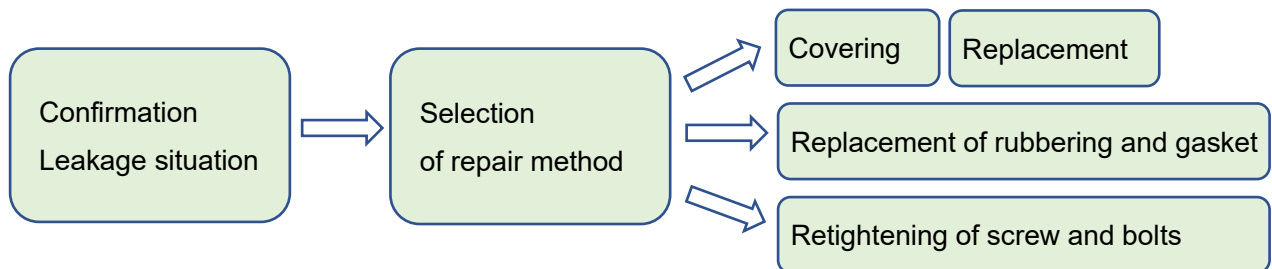 Confirmation
Leakage situation
Selection
of repair method
Covering
Replacement
Replacement of rubbering and gasket
Retightening of screw and bolts